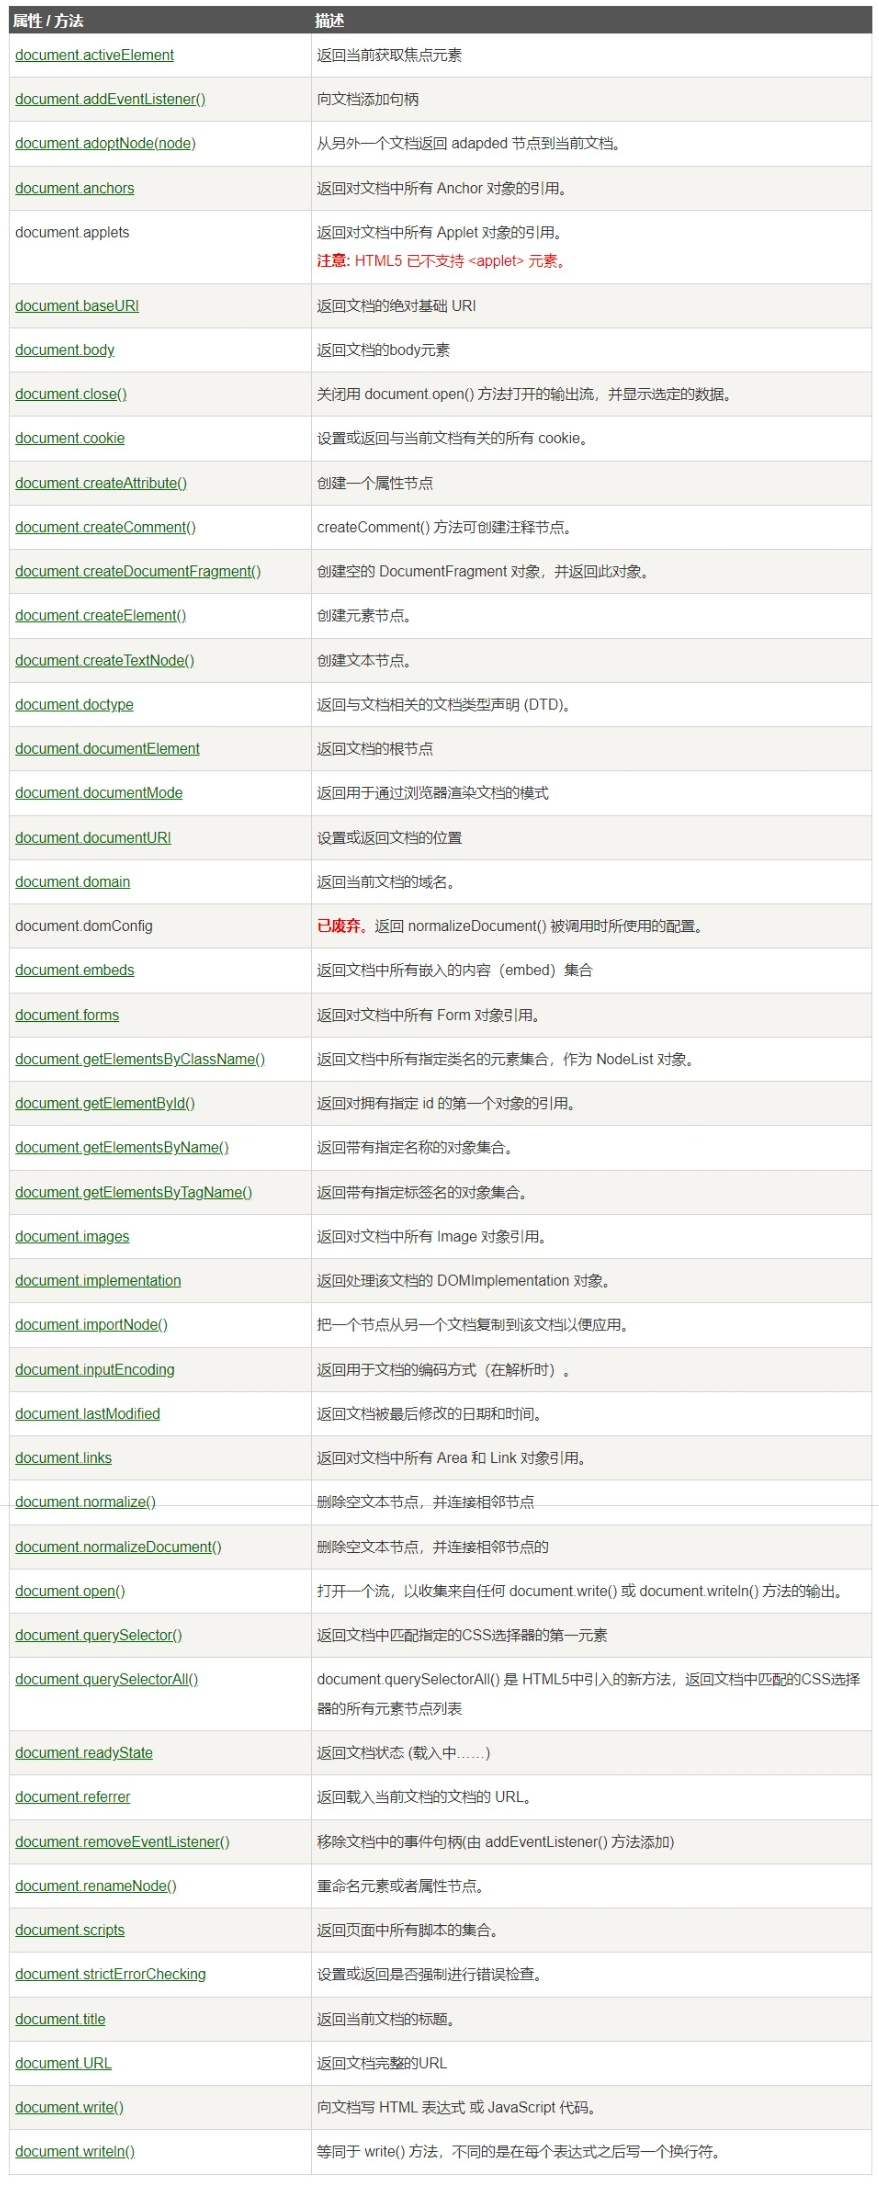 属性 / 方法 描述
document.activeElement 返回当前获取焦点元素
document.addEventListener() 向文档添加句柄
document.adoptNode(node) 从另外一个文档返回 adapded 节点到当前文档。
document.anchors 返回对文档中所有 Anchor 对象的引用。
document.applets 返回对文档中所有 Applet 对象的引用。
注意: HTML5 已不支持 <applet> 元素。
document.baseURI 返回文档的绝对基础 URI
document.body 返回文档的body元素
document.close() 关闭用 document.open() 方法打开的输出流，并显示选定的数据。
document.cookie 设置或返回与当前文档有关的所有 cookie。
document.createAttribute() 创建一个属性节点
document.createComment() createComment() 方法可创建注释节点。
document.createDocumentFragment() 创建空的 DocumentFragment 对象，并返回此对象。
document.createElement() 创建元素节点。
document.createTextNode() 创建文本节点。
document.doctype 返回与文档相关的文档类型声明 (DTD)。
document.documentElement 返回文档的根节点
document.documentMode 返回用于通过浏览器渲染文档的模式
document.documentURI 设置或返回文档的位置
document.domain 返回当前文档的域名。
document.domConfig 已废弃。返回 normalizeDocument() 被调用时所使用的配置。
document.embeds 返回文档中所有嵌入的内容（embed）集合
document.forms 返回对文档中所有 Form 对象引用。
document.getElementsByClassName() 返回文档中所有指定类名的元素集合，作为 NodeList 对象。
document.getElementById() 返回对拥有指定 id 的第一个对象的引用。
document.getElementsByName() 返回带有指定名称的对象集合。
document.getElementsByTagName() 返回带有指定标签名的对象集合。
document.images 返回对文档中所有 Image 对象引用。
document.implementation 返回处理该文档的 DOMImplementation 对象。
document.importNode() 把一个节点从另一个文档复制到该文档以便应用。
document.inputEncoding 返回用于文档的编码方式（在解析时）。
document.lastModified 返回文档被最后修改的日期和时间。
document.links 返回对文档中所有 Area 和 Link 对象引用。
document.normalize() 删除空文本节点，并连接相邻节点
document.normalizeDocument() 删除空文本节点，并连接相邻节点的
document.open() 打开一个流，以收集来自任何 document.write() 或 document.writeln() 方法的输出。
document.querySelector() 返回文档中匹配指定的CSS选择器的第一元素
document.querySelectorAll() document.querySelectorAll() 是 HTML5中引入的新方法，返回文档中匹配的CSS选择
器的所有元素节点列表
document.readyState 返回文档状态 (载入中……)
document.referrer 返回载入当前文档的文档的 URL。
document.removeEventListener() 移除文档中的事件句柄(由 addEventListener() 方法添加)
document.renameNode() 重命名元素或者属性节点。
document.scripts 返回页面中所有脚本的集合。
document.strictErrorChecking 设置或返回是否强制进行错误检查。
document.title 返回当前文档的标题。
document.URL 返回文档完整的URL
document.write() 向文档写 HTML 表达式 或 JavaScript 代码。
document.writeln() 等同于 write() 方法，不同的是在每个表达式之后写一个换行符。